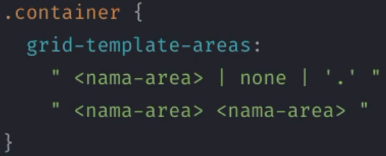 .container {
grid-template-areas:
" <nama-area> | none | '.' "
" <nama-area> <nama-area> "
}